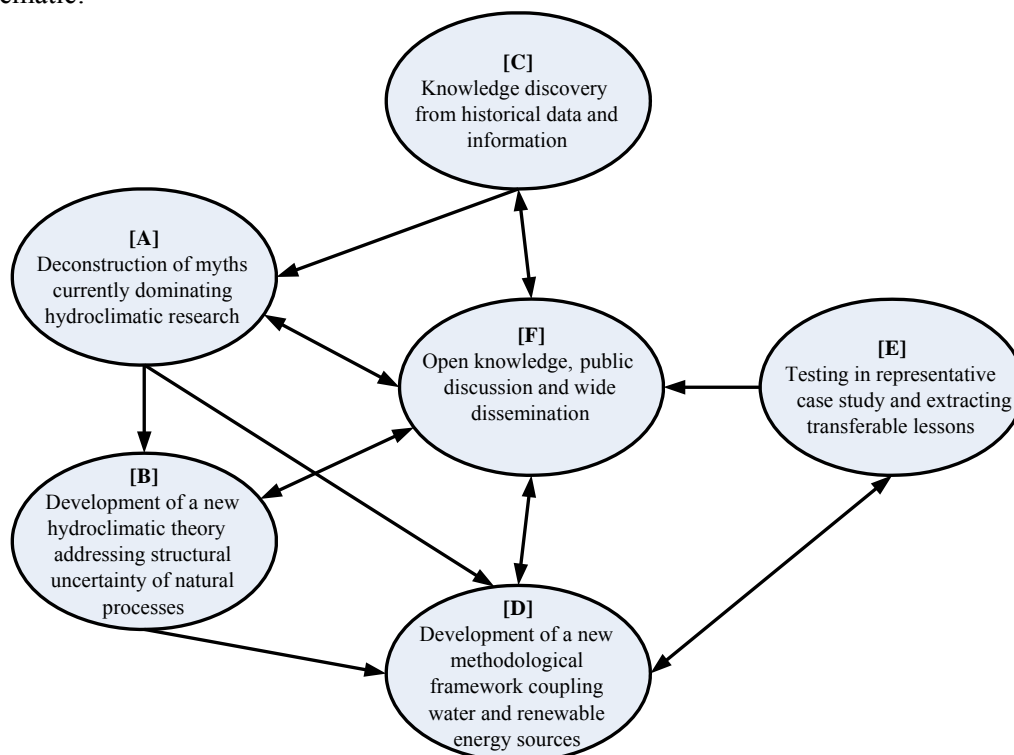 [C]
Knowledge discovery
from historical data and
information
[A]
Deconstruction of myths
currently dominating
hydroclimatic research
[F]
Open knowledge, public
discussion and wide
dissemination
[E]
Testing in representative
case study and extracting
transferable lessons
[B]
Development of a new
hydroclimatic theory
addressing structural
uncertainty of natural
processes
[D]
Development of a new
methodological
framework coupling
water and renewable
energy sources